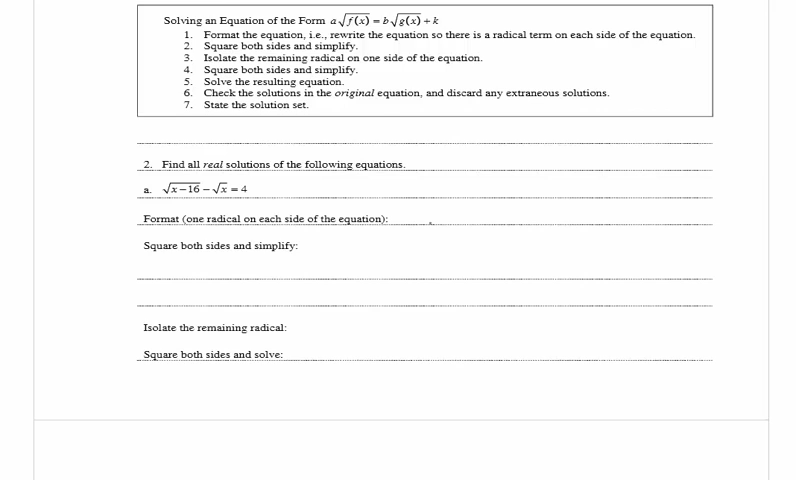 Solving an Equation of the Form a√f(x) = b√g(x) + k
1. Format the equation, i.e., rewrite the equation so there is a radical term on each side of the equation.
2. Square both sides and simplify.
3. Isolate the remaining radical on one side of the equation.
4. Square both sides and simplify.
5. Solve the resulting equation.
6. Check the solutions in the original equation, and discard any extraneous solutions.
7. State the solution set.
2. Find all real solutions of the following equations.
a. √x−16 − √x = 4
Format (one radical on each side of the equation):
Square both sides and simplify:
Isolate the remaining radical:
Square both sides and solve: